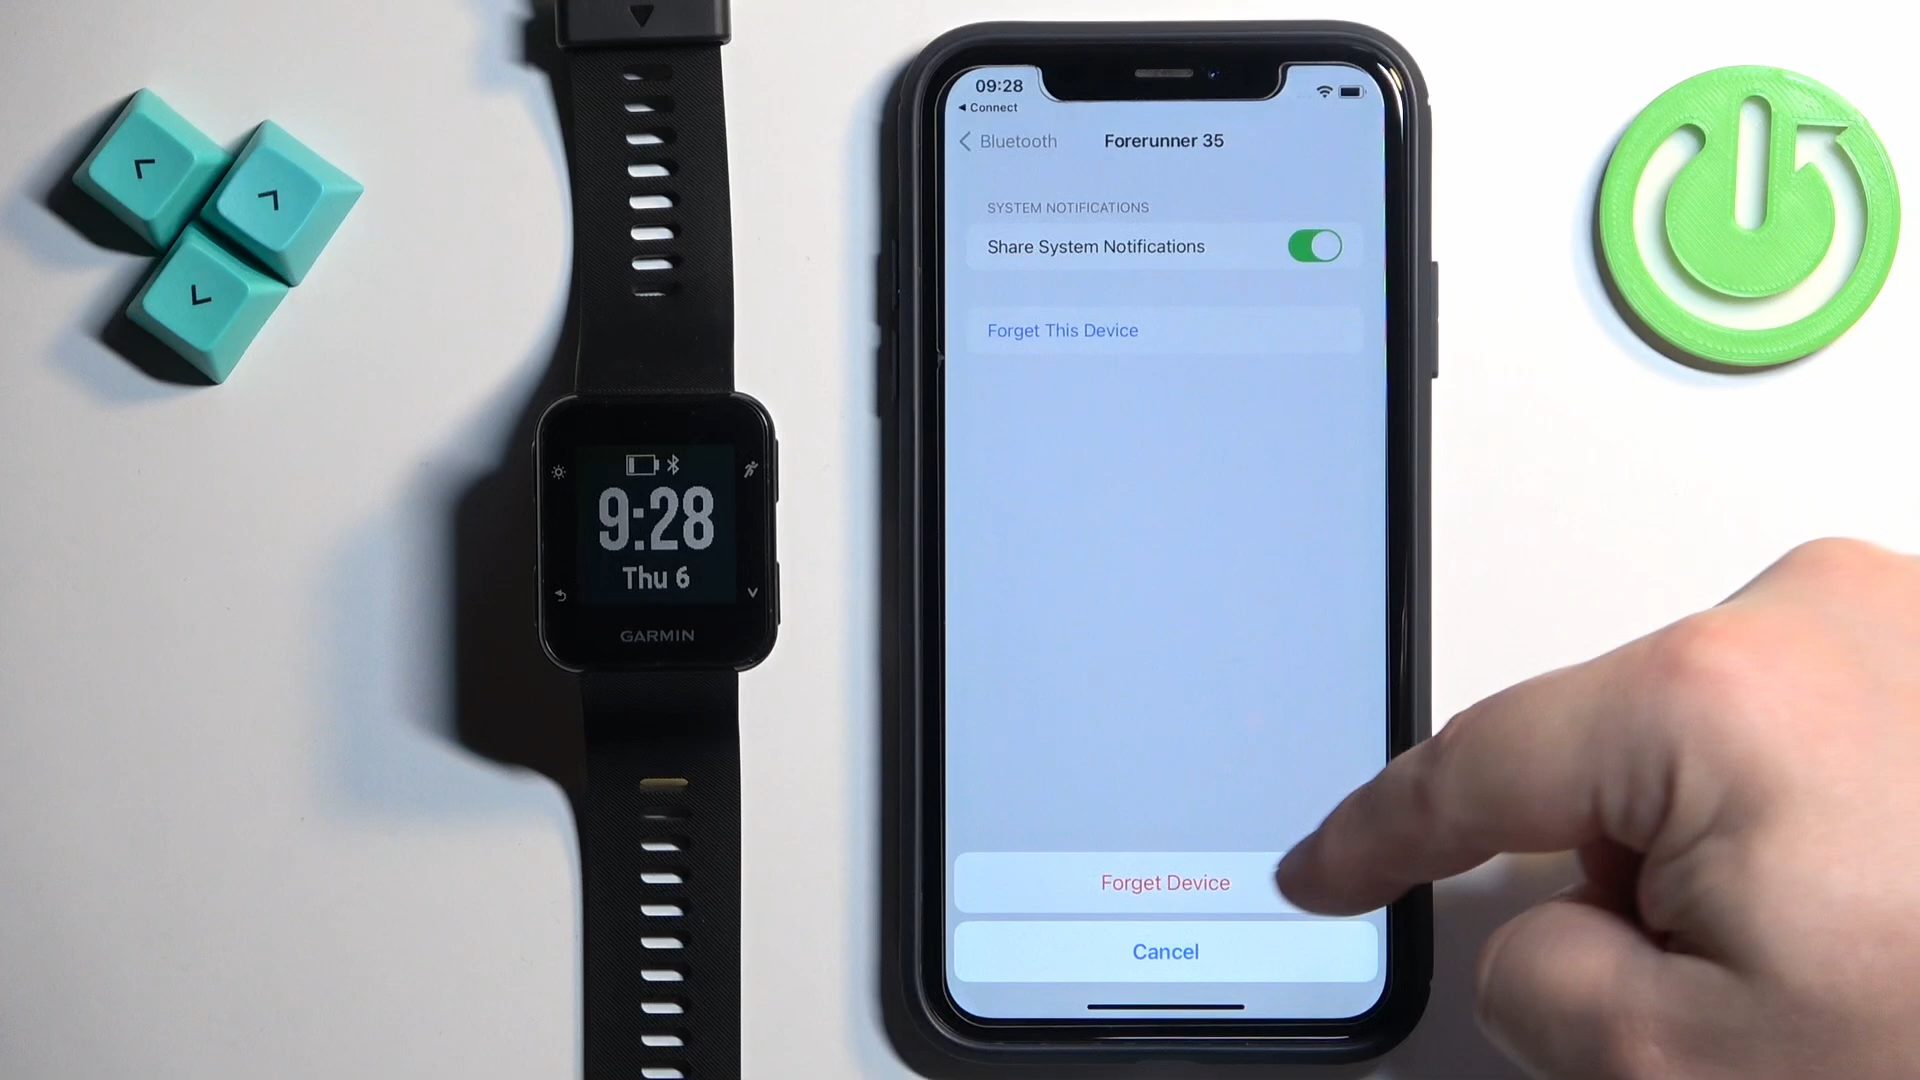 09:28
Connect
Bluetooth
Forerunner 35
SYSTEM NOTIFICATIONS
Share System Notifications
Forget This Device
Forget Device
Cancel
9:28
Thu 6
GARMIN